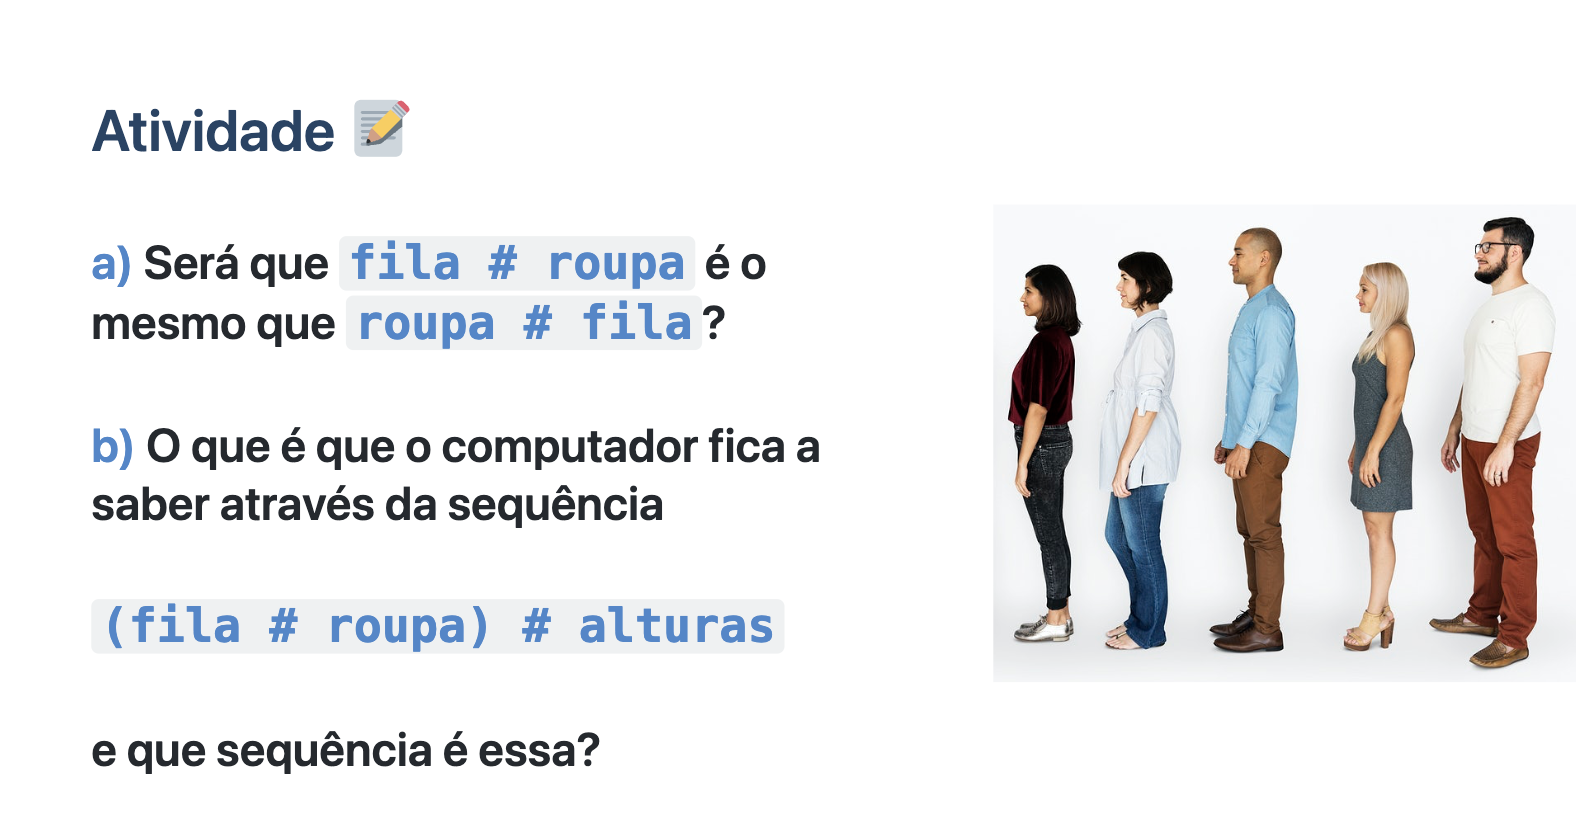 Atividade 📝
a) Será que fila # roupa é o
mesmo que roupa # fila?
b) O que é que o computador fica a
saber através da sequência
(fila # roupa) # alturas
e que sequência é essa?